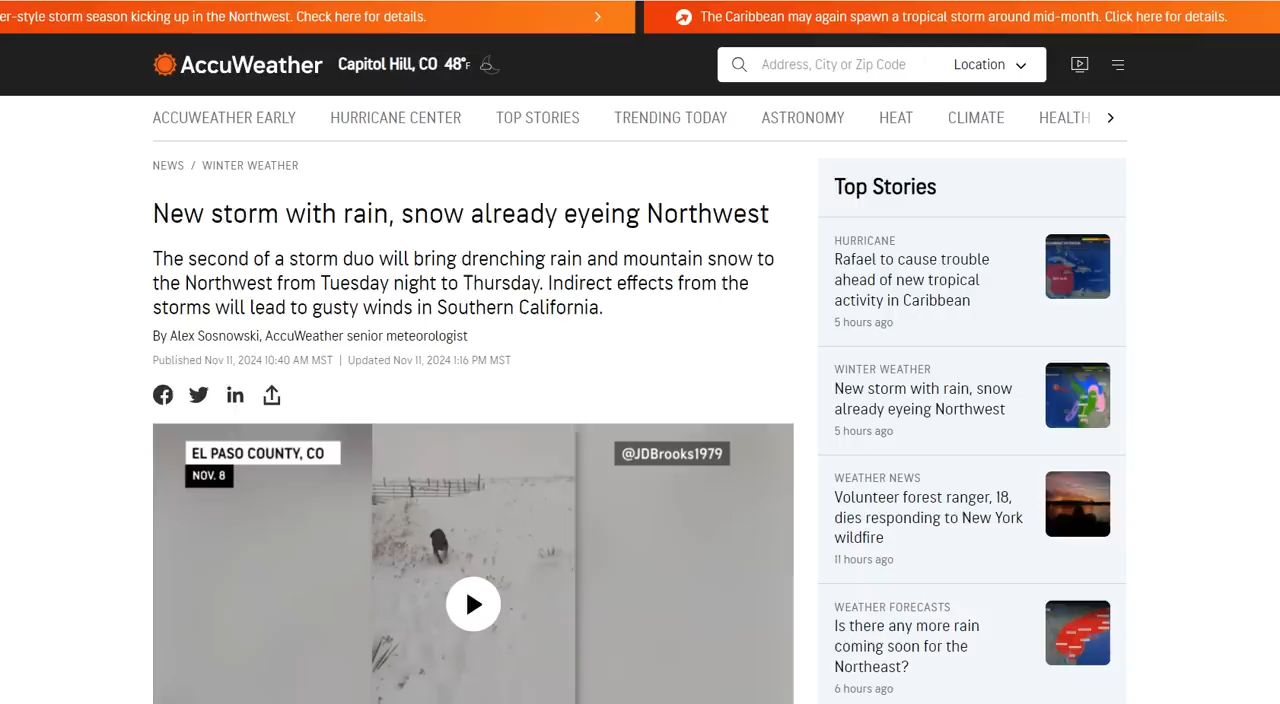 er-style storm season kicking up in the Northwest. Check here for details.
The Caribbean may again spawn a tropical storm around mid-month. Click here for details.
AccuWeather
Capitol Hill, CO 48°F
Address, City or Zip Code
Location
ACCUWEATHER EARLY
HURRICANE CENTER
TOP STORIES
TRENDING TODAY
ASTRONOMY
HEAT
CLIMATE
HEALTH
NEWS / WINTER WEATHER
New storm with rain, snow already eyeing Northwest
The second of a storm duo will bring drenching rain and mountain snow to
the Northwest from Tuesday night to Thursday. Indirect effects from the
storms will lead to gusty winds in Southern California.
By Alex Sosnowski, AccuWeather senior meteorologist
Published Nov 11, 2024 10:40 AM MST | Updated Nov 11, 2024 1:16 PM MST
EL PASO COUNTY, CO
NOV. 8
@JDBrooks1979
Top Stories
HURRICANE
Rafael to cause trouble
ahead of new tropical
activity in Caribbean
5 hours ago
WINTER WEATHER
New storm with rain, snow
already eyeing Northwest
5 hours ago
WEATHER NEWS
Volunteer forest ranger, 18,
dies responding to New York
wildfire
11 hours ago
WEATHER FORECASTS
Is there any more rain
coming soon for the
Northeast?
6 hours ago